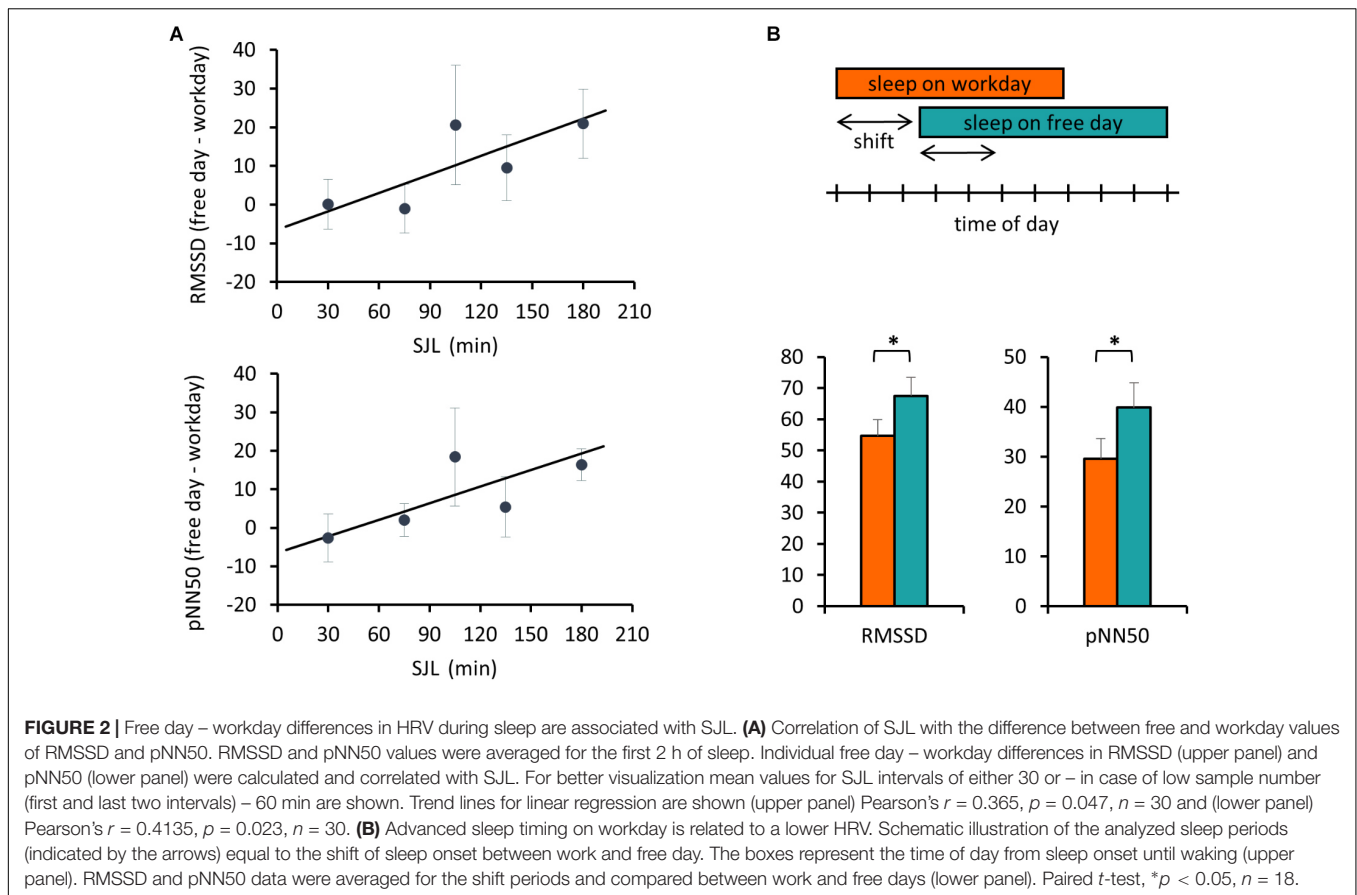 A
40
30
20
10
0
-10
-20
RMSSD (free day - workday)
0 30 60 90 120 150 180 210
SJL (min)
40
30
20
10
0
-10
-20
pNN50 (free day - workday)
0 30 60 90 120 150 180 210
SJL (min)
B
sleep on workday
sleep on free day
shift
time of day
80
70
60
50
40
30
20
10
0
*
RMSSD
50
40
30
20
10
0
*
pNN50
FIGURE 2 | Free day – workday differences in HRV during sleep are associated with SJL. (A) Correlation of SJL with the difference between free and workday values
of RMSSD and pNN50. RMSSD and pNN50 values were averaged for the first 2 h of sleep. Individual free day – workday differences in RMSSD (upper panel) and
pNN50 (lower panel) were calculated and correlated with SJL. For better visualization mean values for SJL intervals of either 30 or – in case of low sample number
(first and last two intervals) – 60 min are shown. Trend lines for linear regression are shown (upper panel) Pearson's r = 0.365, p = 0.047, n = 30 and (lower panel)
Pearson's r = 0.4135, p = 0.023, n = 30. (B) Advanced sleep timing on workday is related to a lower HRV. Schematic illustration of the analyzed sleep periods
(indicated by the arrows) equal to the shift of sleep onset between work and free day. The boxes represent the time of day from sleep onset until waking (upper
panel). RMSSD and pNN50 data were averaged for the shift periods and compared between work and free days (lower panel). Paired t-test, *p < 0.05, n = 18.